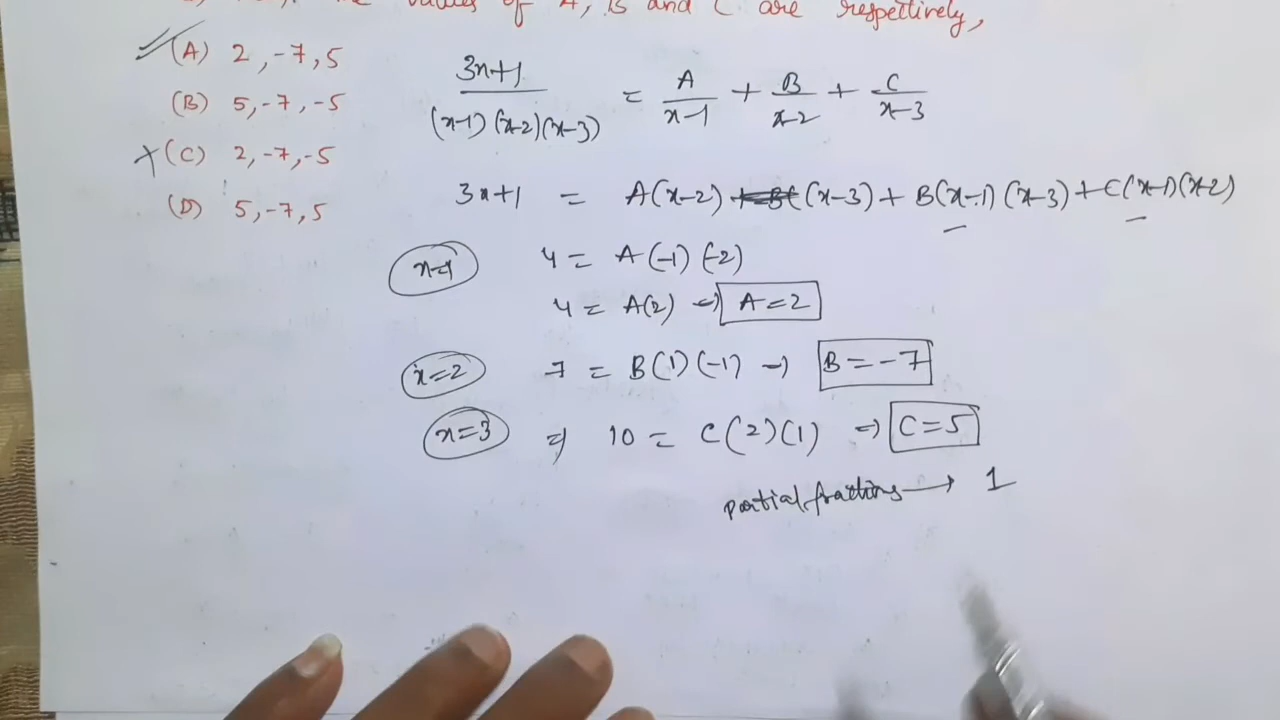 values of A, B and C are respectively,
(A) 2, -7, 5
(B) 5, -7, -5
(C) 2, -7, -5
(D) 5, -7, 5
3x+1 / (x-1)(x-2)(x-3) = A/x-1 + B/x-2 + C/x-3
3x+1 = A(x-2) (x-3) + B(x-1)(x-3) + C(x-1)(x-2)
x=1 4 = A(-1)(-2)
4 = A(2) ⇒ A=2
x=2 7 = B(1)(-1) ⇒ B=-7
x=3 ⇒ 10 = C(2)(1) ⇒ C=5
partial fractions → 1